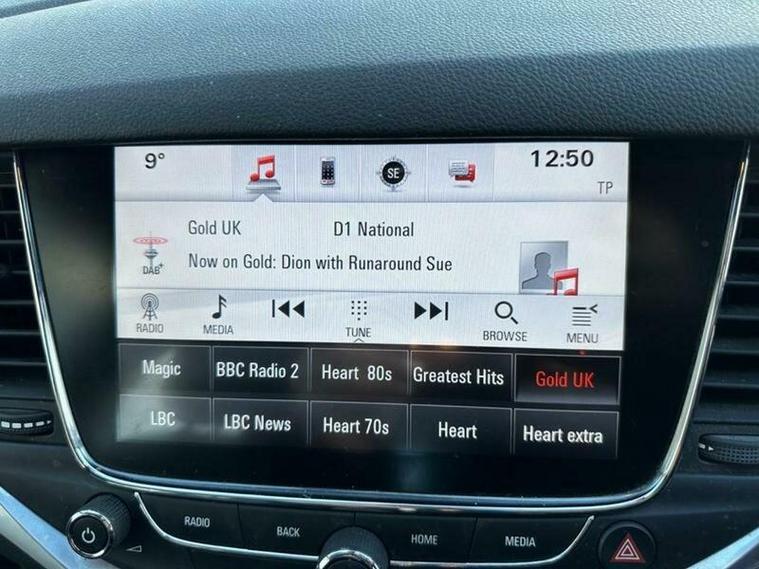 9° 12:50
SE
TP
Gold UK D1 National
DAB+
Now on Gold: Dion with Runaround Sue
RADIO MEDIA TUNE BROWSE MENU
Magic BBC Radio 2 Heart 80s Greatest Hits Gold UK
LBC LBC News Heart 70s Heart Heart extra
RADIO BACK HOME MEDIA